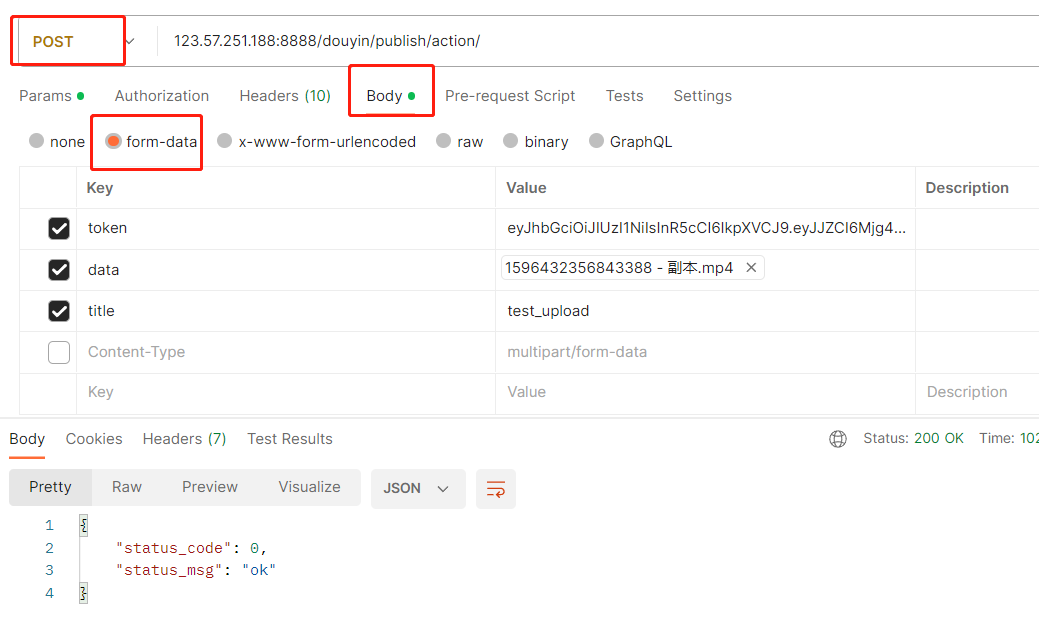 POST 123.57.251.188:8888/douyin/publish/action/
Params Authorization Headers (10) Body Pre-request Script Tests Settings
none form-data x-www-form-urlencoded raw binary GraphQL
Key Value Description
token eyJhbGciOiJIUzI1NiIsInR5cCI6IkpXVCJ9.eyJJZCI6Mjg4...
data 1596432356843388 - 副本.mp4
title test_upload
Content-Type multipart/form-data
Key Value Description
Body Cookies Headers (7) Test Results Status: 200 OK Time: 102
Pretty Raw Preview Visualize JSON
1 {
2 "status_code": 0,
3 "status_msg": "ok"
4 }